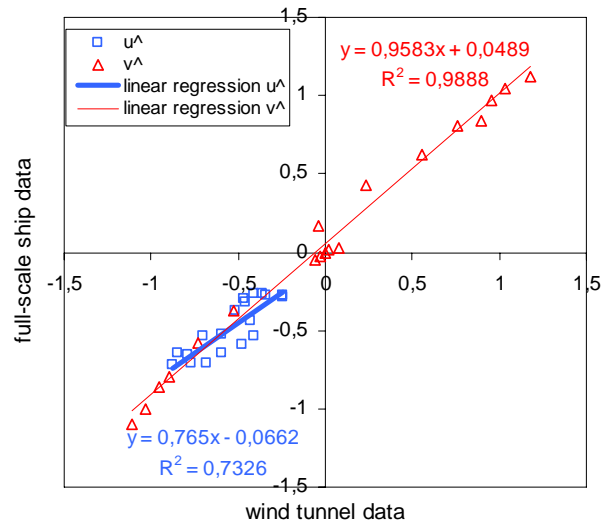 1,5
u^
v^
linear regression u^
linear regression v^
y = 0,9583x + 0,0489
R² = 0,9888
1
0,5
0
-1,5 -1 -0,5 0 0,5 1 1,5
-0,5
-1
y = 0,765x - 0,0662
R² = 0,7326
-1,5
full-scale ship data
wind tunnel data